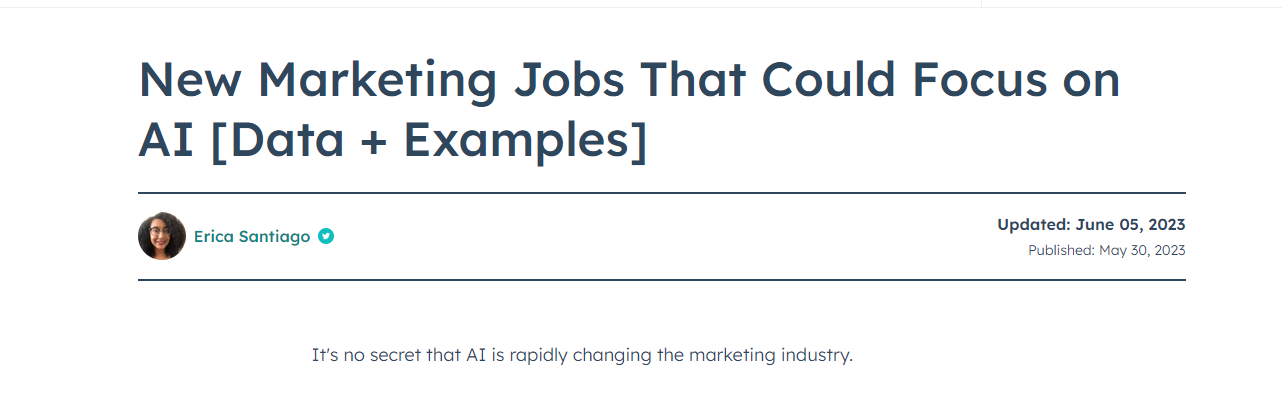 New Marketing Jobs That Could Focus on
AI [Data + Examples]
Erica Santiago
Updated: June 05, 2023
Published: May 30, 2023
It's no secret that AI is rapidly changing the marketing industry.